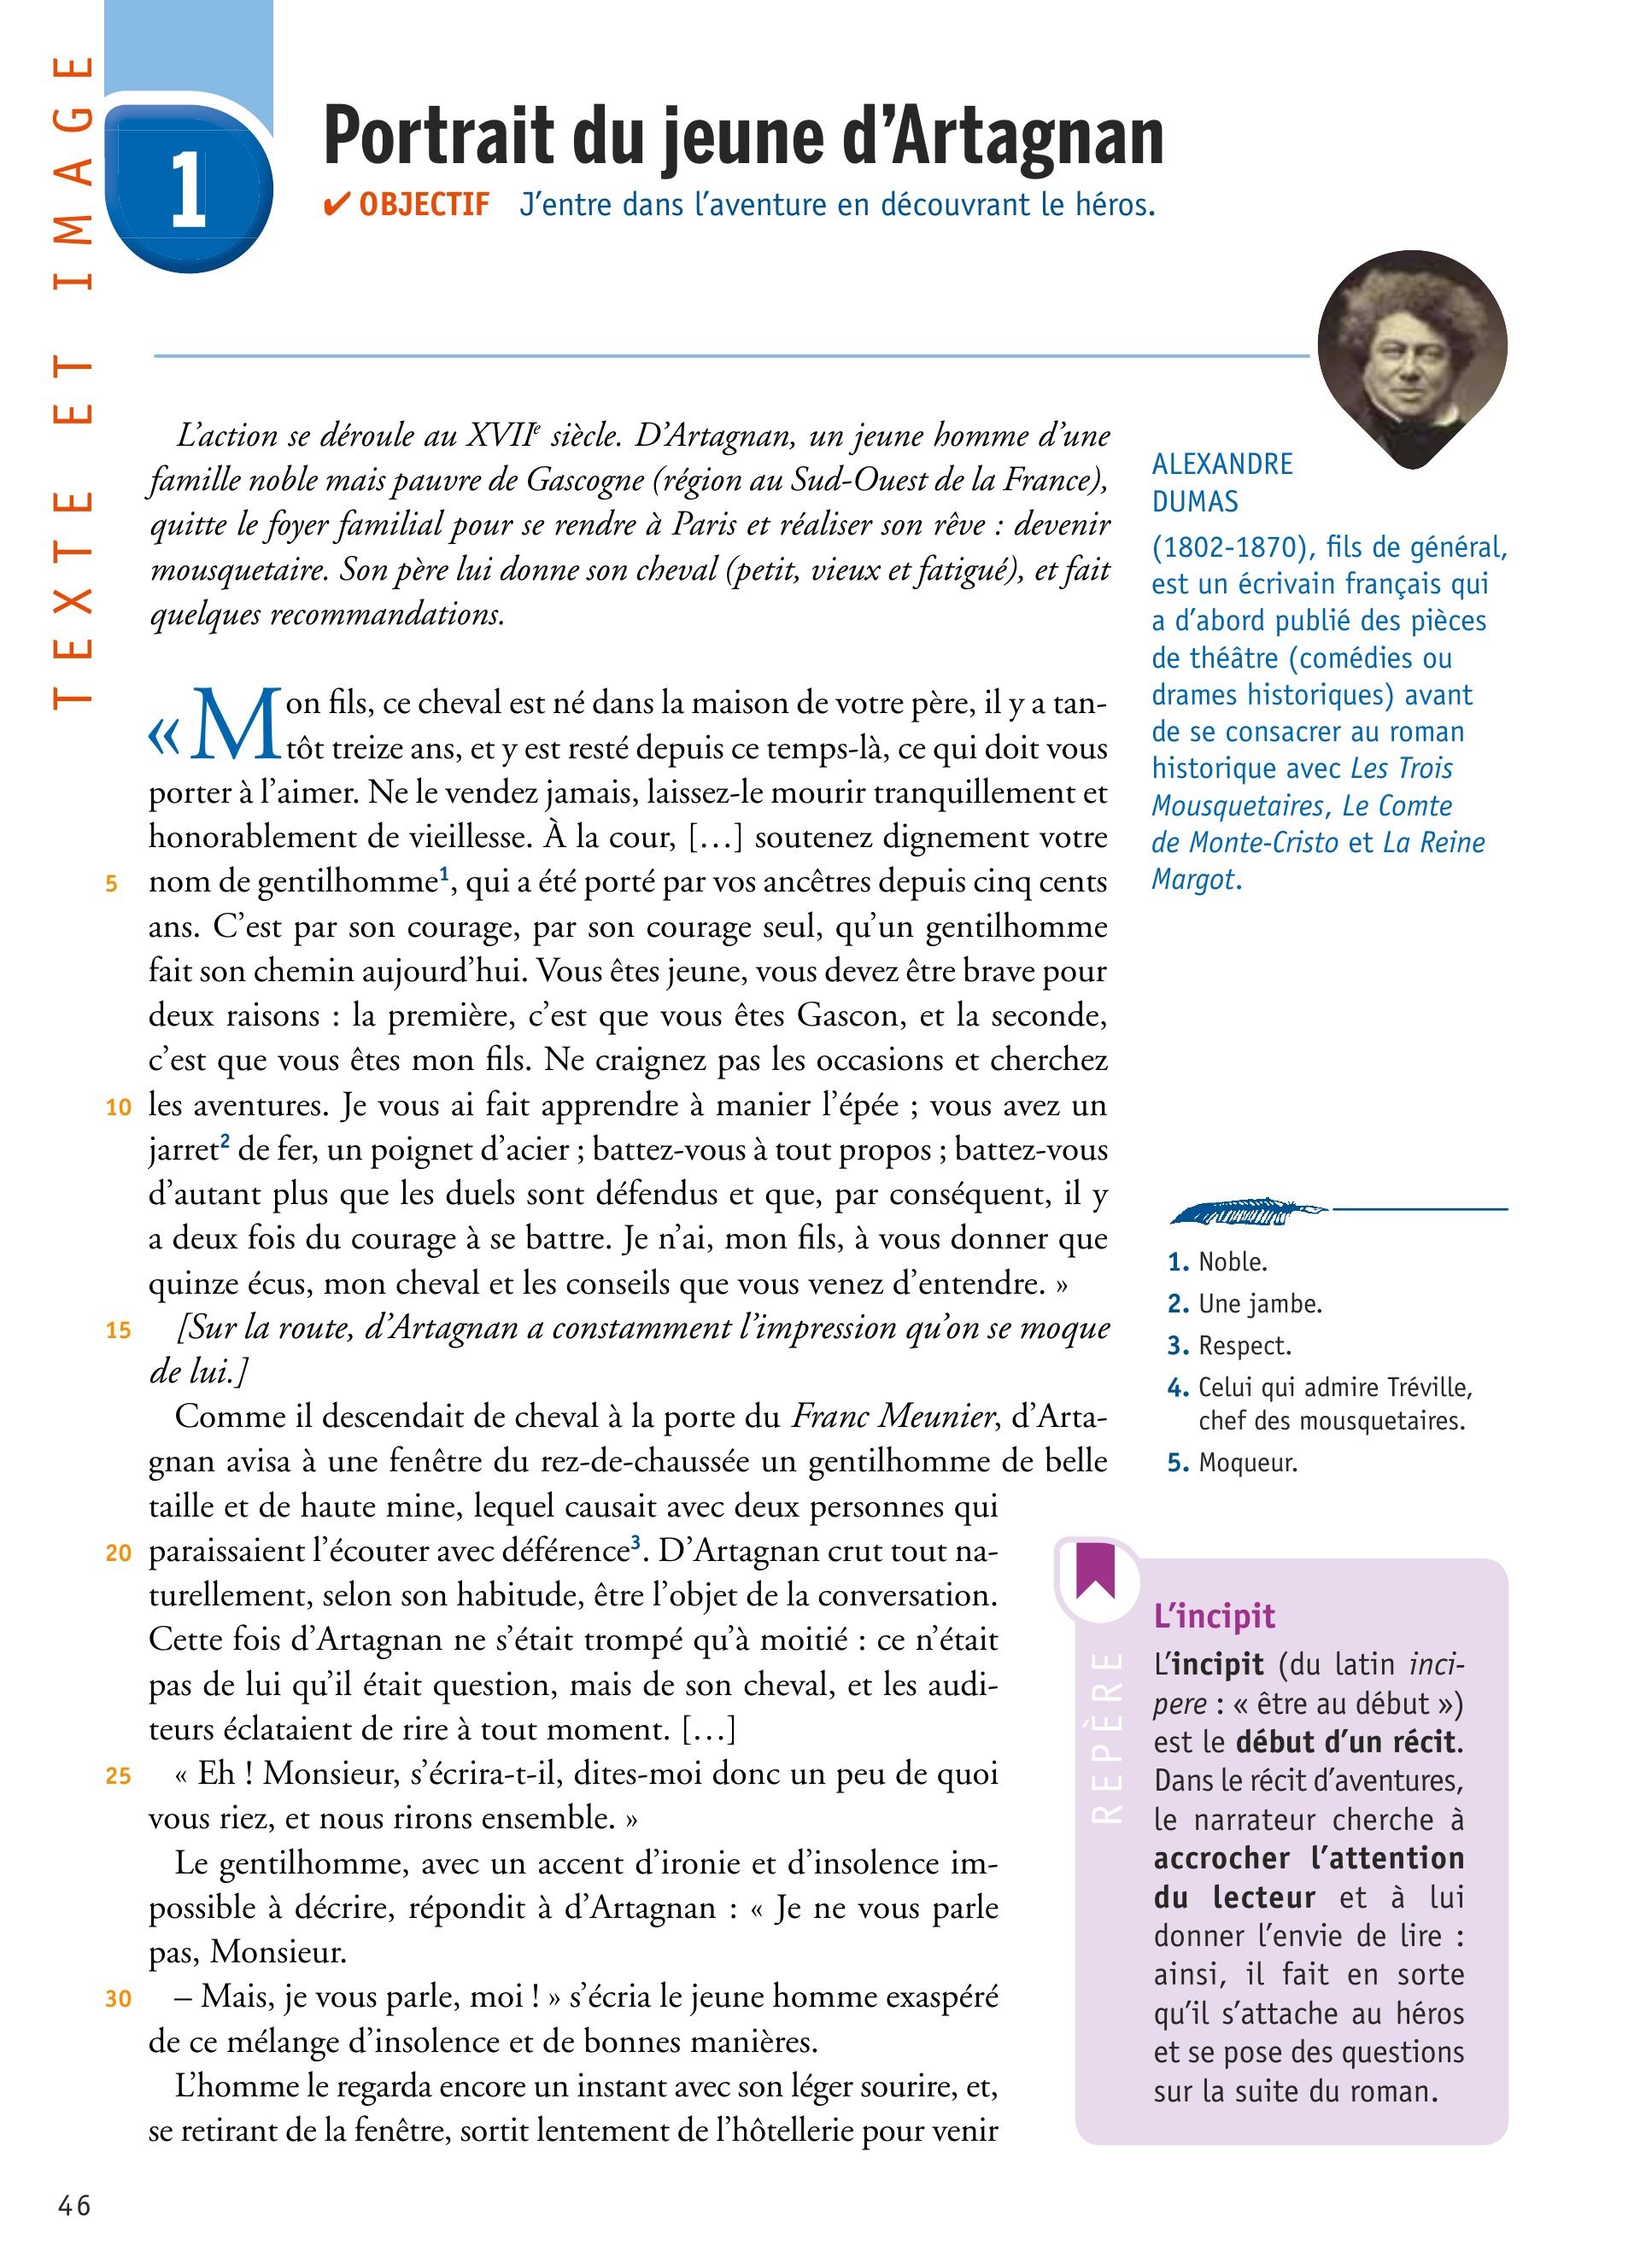 TEXTE ET IMAGE
1
Portrait du jeune d’Artagnan
✔ OBJECTIF J’entre dans l’aventure en découvrant le héros.
L’action se déroule au XVIIe siècle. D’Artagnan, un jeune homme d’une
famille noble mais pauvre de Gascogne (région au Sud-Ouest de la France),
quitte le foyer familial pour se rendre à Paris et réaliser son rêve : devenir
mousquetaire. Son père lui donne son cheval (petit, vieux et fatigué), et fait
quelques recommandations.
« Mon fils, ce cheval est né dans la maison de votre père, il y a tan-
tôt treize ans, et y est resté depuis ce temps-là, ce qui doit vous
porter à l’aimer. Ne le vendez jamais, laissez-le mourir tranquillement et
honorablement de vieillesse. À la cour, […] soutenez dignement votre
5 nom de gentilhomme1, qui a été porté par vos ancêtres depuis cinq cents
ans. C’est par son courage, par son courage seul, qu’un gentilhomme
fait son chemin aujourd’hui. Vous êtes jeune, vous devez être brave pour
deux raisons : la première, c’est que vous êtes Gascon, et la seconde,
c’est que vous êtes mon fils. Ne craignez pas les occasions et cherchez
10 les aventures. Je vous ai fait apprendre à manier l’épée ; vous avez un
jarret2 de fer, un poignet d’acier ; battez-vous à tout propos ; battez-vous
d’autant plus que les duels sont défendus et que, par conséquent, il y
a deux fois du courage à se battre. Je n’ai, mon fils, à vous donner que
quinze écus, mon cheval et les conseils que vous venez d’entendre. »
15 [Sur la route, d’Artagnan a constamment l’impression qu’on se moque
de lui.]
Comme il descendait de cheval à la porte du Franc Meunier, d’Arta-
gnan avisa à une fenêtre du rez-de-chaussée un gentilhomme de belle
taille et de haute mine, lequel causait avec deux personnes qui
20 paraissaient l’écouter avec déférence3. D’Artagnan crut tout na-
turellement, selon son habitude, être l’objet de la conversation.
Cette fois d’Artagnan ne s’était trompé qu’à moitié : ce n’était
pas de lui qu’il était question, mais de son cheval, et les audi-
teurs éclataient de rire à tout moment. […]
25 « Eh ! Monsieur, s’écrira-t-il, dites-moi donc un peu de quoi
vous riez, et nous rirons ensemble. »
Le gentilhomme, avec un accent d’ironie et d’insolence im-
possible à décrire, répondit à d’Artagnan : « Je ne vous parle
pas, Monsieur.
30 – Mais, je vous parle, moi ! » s’écria le jeune homme exaspéré
de ce mélange d’insolence et de bonnes manières.
L’homme le regarda encore un instant avec son léger sourire, et,
se retirant de la fenêtre, sortit lentement de l’hôtellerie pour venir
ALEXANDRE
DUMAS
(1802-1870), fils de général,
est un écrivain français qui
a d’abord publié des pièces
de théâtre (comédies ou
drames historiques) avant
de se consacrer au roman
historique avec Les Trois
Mousquetaires, Le Comte
de Monte-Cristo et La Reine
Margot.
1. Noble.
2. Une jambe.
3. Respect.
4. Celui qui admire Tréville,
chef des mousquetaires.
5. Moqueur.
REPÈRE
L’incipit
L’incipit (du latin inci-
pere : « être au début »)
est le début d’un récit.
Dans le récit d’aventures,
le narrateur cherche à
accrocher l’attention
du lecteur et à lui
donner l’envie de lire :
ainsi, il fait en sorte
qu’il s’attache au héros
et se pose des questions
sur la suite du roman.
46